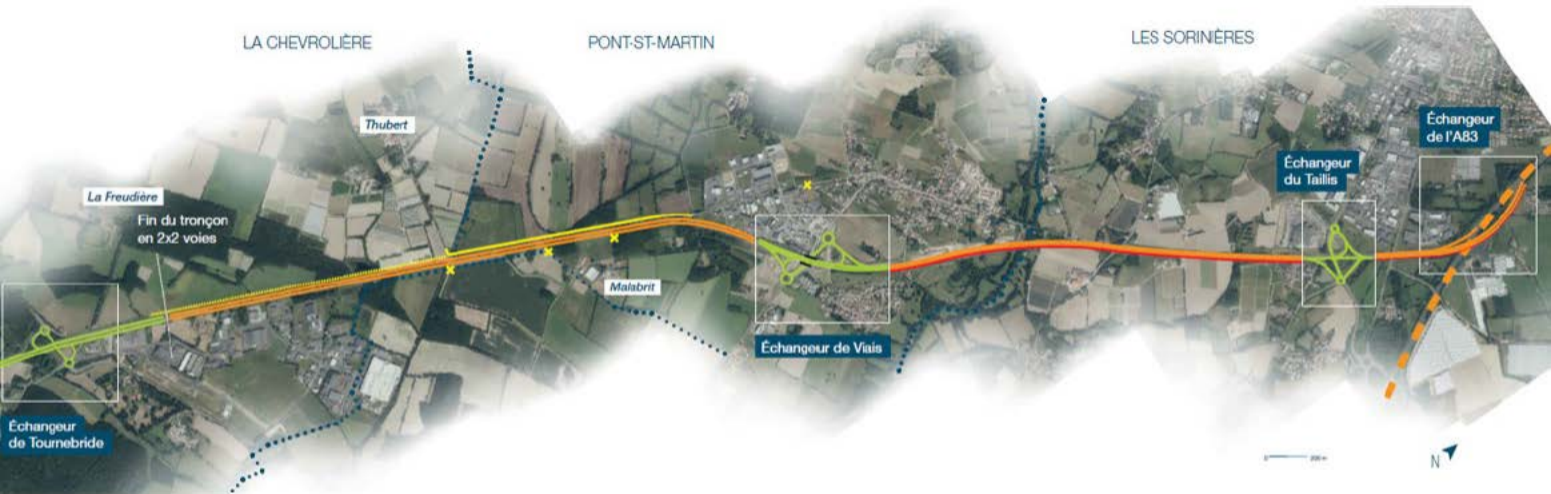 LA CHEVROLIÈRE
PONT-ST-MARTIN
LES SORINIÈRES
Thubert
Échangeur
de l'A83
Échangeur
du Taillis
La Freudière
Fin du tronçon
en 2x2 voies
Malabrit
Échangeur de Viais
Échangeur
de Tournebride
N